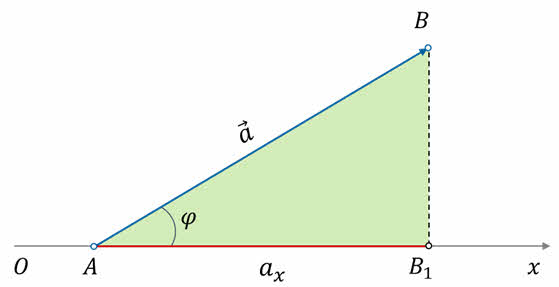 B
a⃗
φ
O A aₓ B₁ x